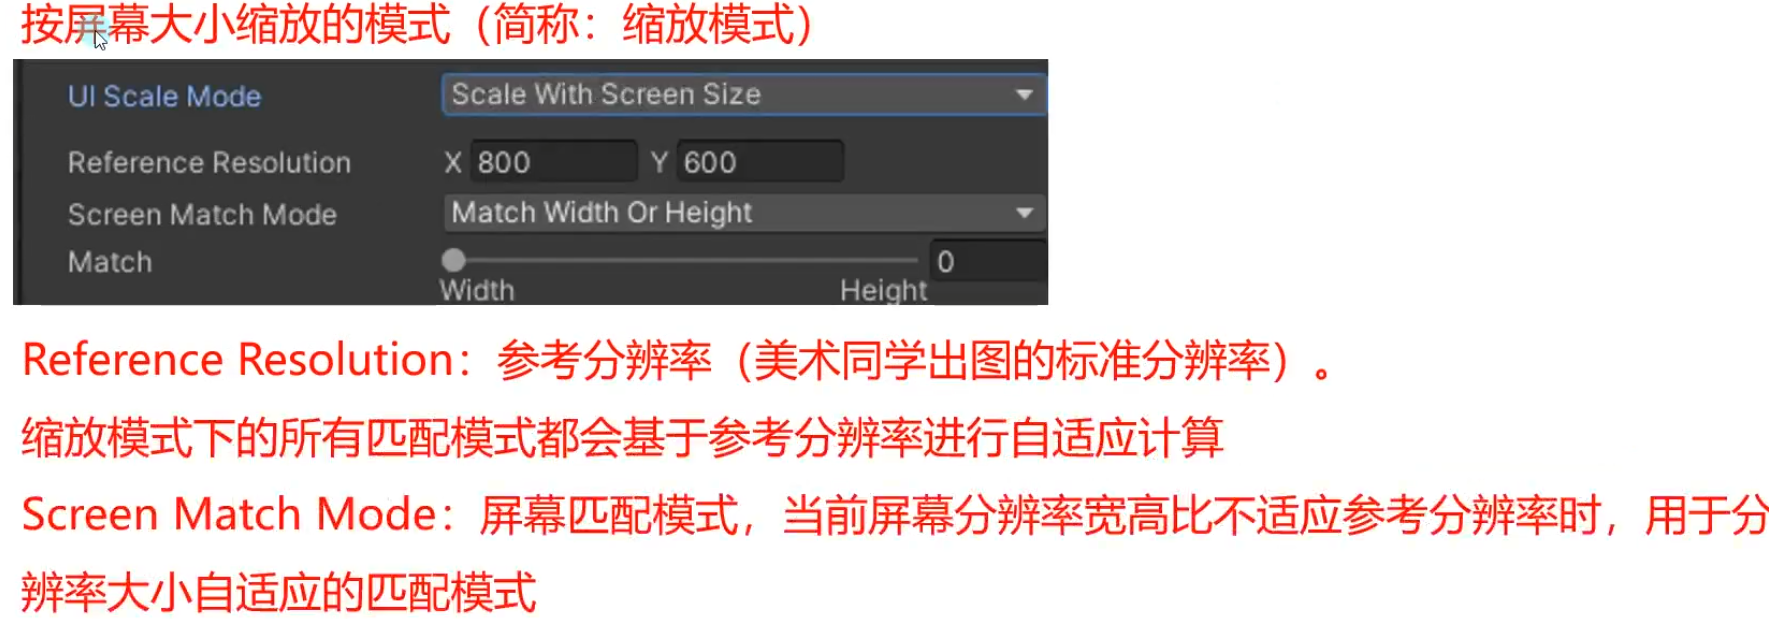 按屏幕大小缩放的模式（简称：缩放模式）
UI Scale Mode Scale With Screen Size
Reference Resolution X 800 Y 600
Screen Match Mode Match Width Or Height
Match 0
Width Height
Reference Resolution：参考分辨率（美术同学出图的标准分辨率）。
缩放模式下的所有匹配模式都会基于参考分辨率进行自适应计算
Screen Match Mode：屏幕匹配模式，当前屏幕分辨率宽高比不适应参考分辨率时，用于分
辨率大小自适应的匹配模式